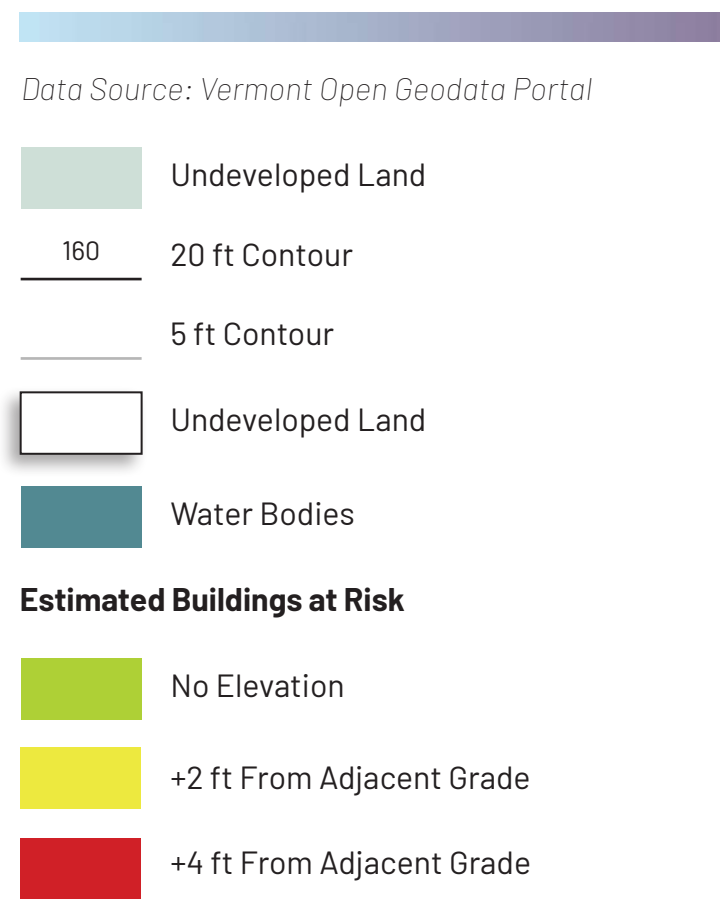 Data Source: Vermont Open Geodata Portal
Undeveloped Land
160
20 ft Contour
5 ft Contour
Undeveloped Land
Water Bodies
Estimated Buildings at Risk
No Elevation
+2 ft From Adjacent Grade
+4 ft From Adjacent Grade